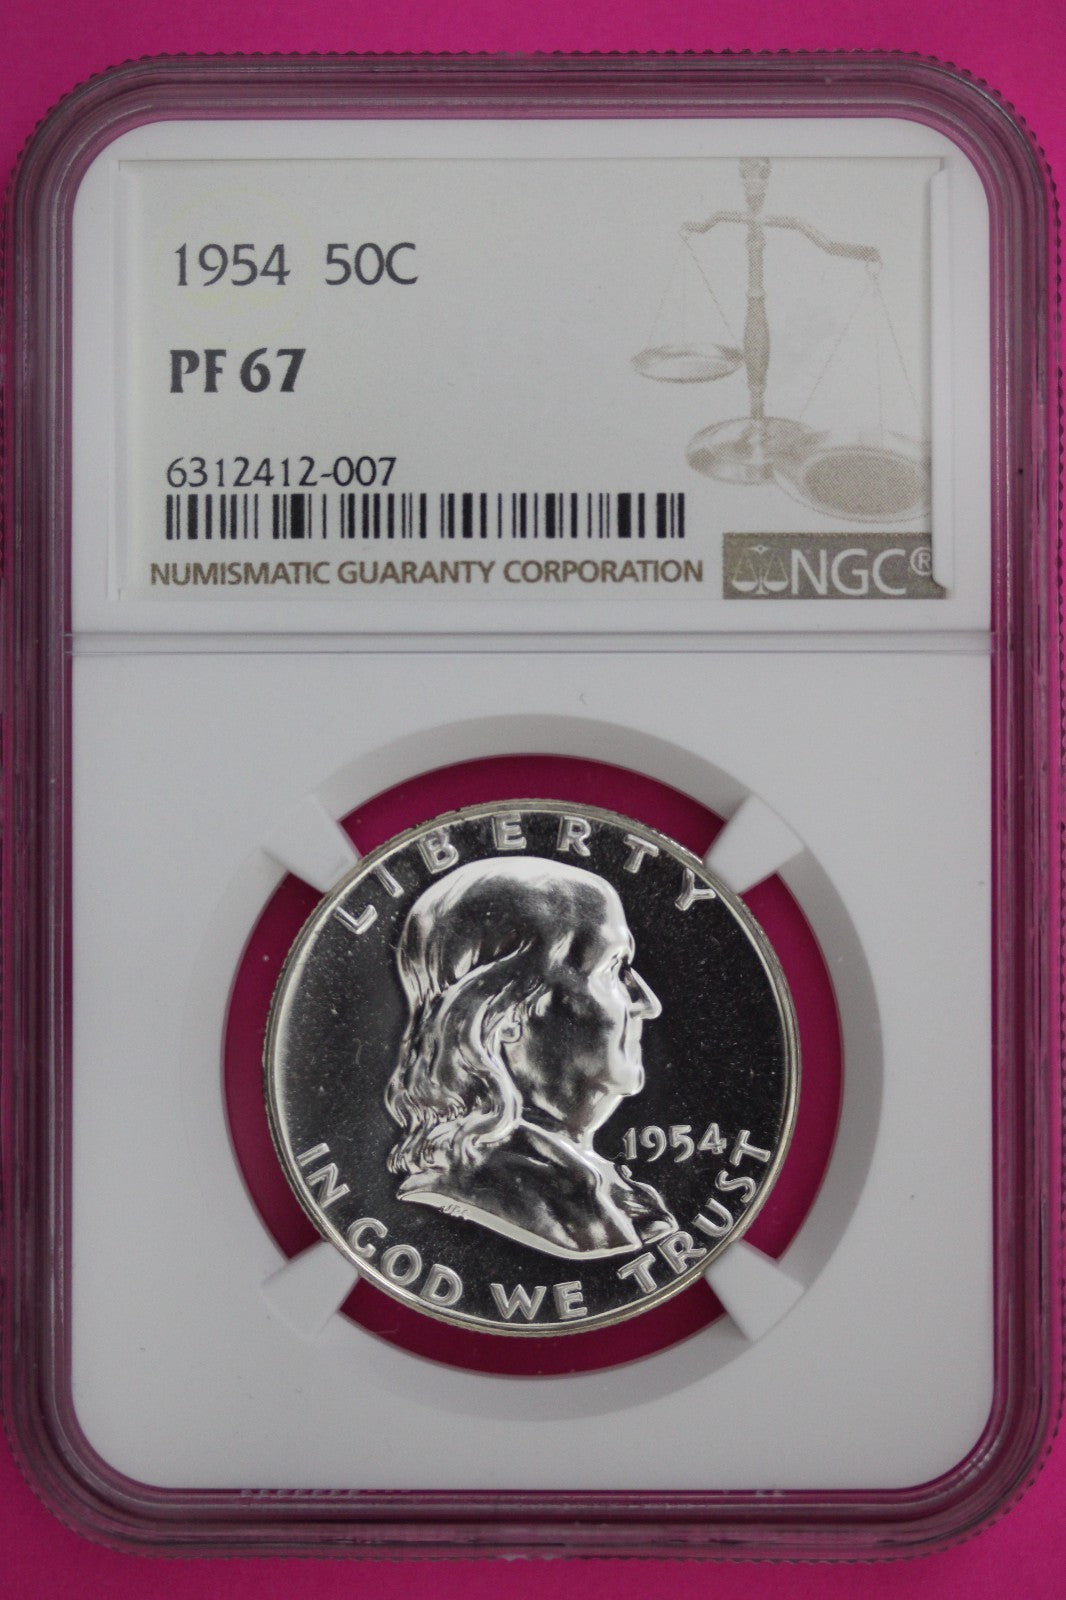 1954 50C
PF 67
6312412-007
NUMISMATIC GUARANTY CORPORATION
NGC®
LIBERTY
1954
IN GOD WE TRUST